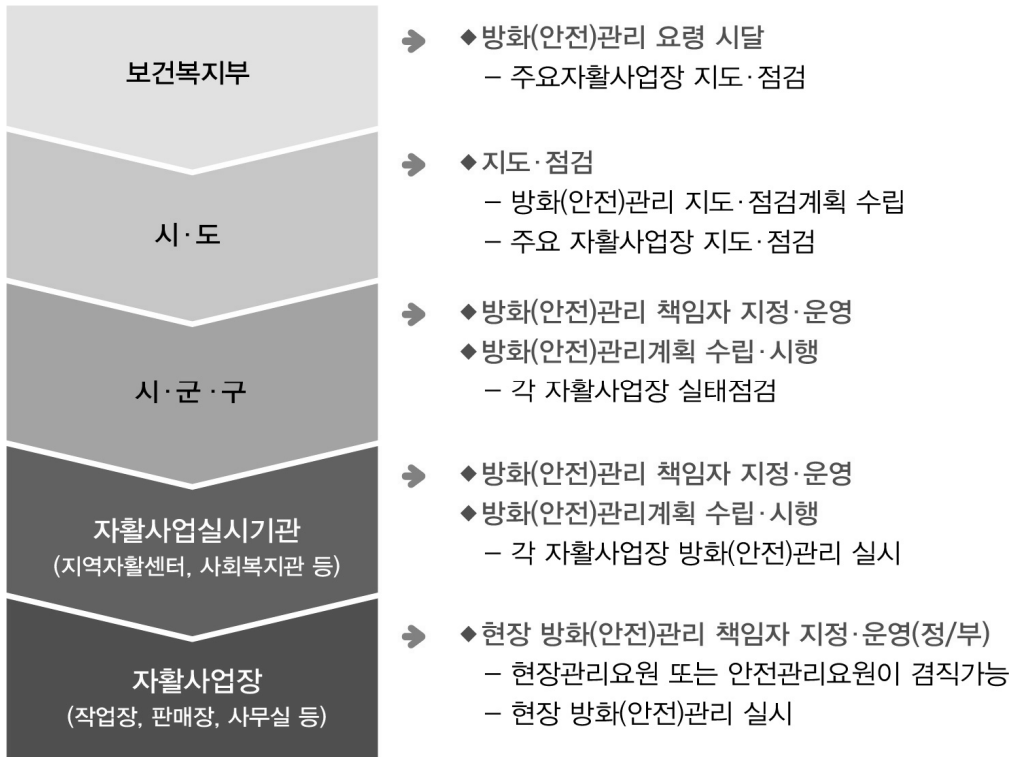 보건복지부
◆방화(안전)관리 요령 시달
– 주요자활사업장 지도·점검
시·도
◆지도·점검
– 방화(안전)관리 지도·점검계획 수립
– 주요 자활사업장 지도·점검
시·군·구
◆방화(안전)관리 책임자 지정·운영
◆방화(안전)관리계획 수립·시행
– 각 자활사업장 실태점검
자활사업실시기관
(지역자활센터, 사회복지관 등)
◆방화(안전)관리 책임자 지정·운영
◆방화(안전)관리계획 수립·시행
– 각 자활사업장 방화(안전)관리 실시
자활사업장
(작업장, 판매장, 사무실 등)
◆현장 방화(안전)관리 책임자 지정·운영(정/부)
– 현장관리요원 또는 안전관리요원이 겸직가능
– 현장 방화(안전)관리 실시